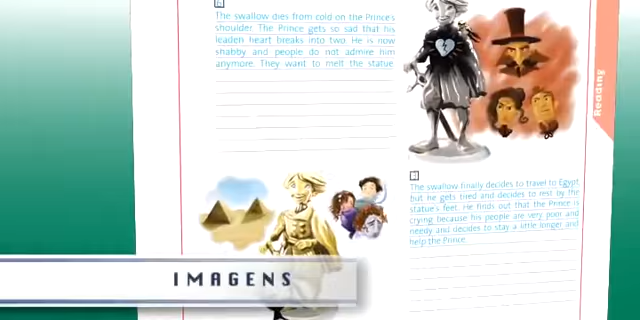 The swallow dies from cold on the Prince's
shoulder. The Prince gets so sad that his
leaden heart breaks into two. He is now
shabby and people do not admire him
anymore. They want to melt the statue
Reading
The swallow finally decides to travel to Egypt
but he gets tired and decides to rest by the
statue's feet. He finds out that the Prince is
crying because his people are very poor and
needy and decides to stay a little longer and
help the Prince.
IMAGENS